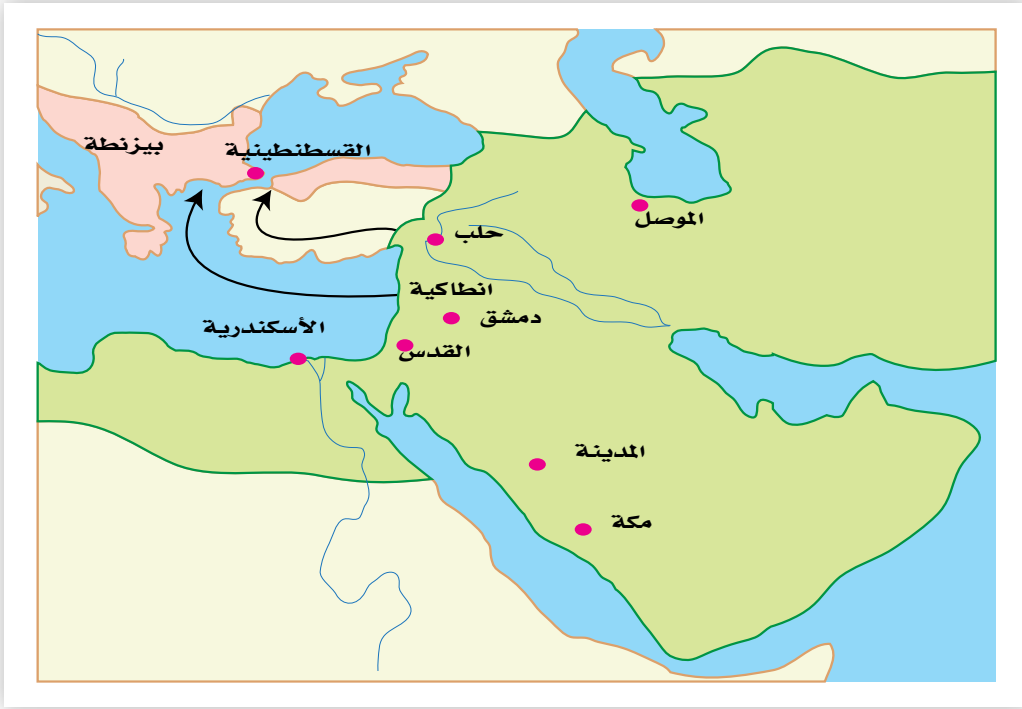 بيزنطة
القسطنطينية
الموصل
حلب
انطاكية
دمشق
الأسكندرية
القدس
المدينة
مكة